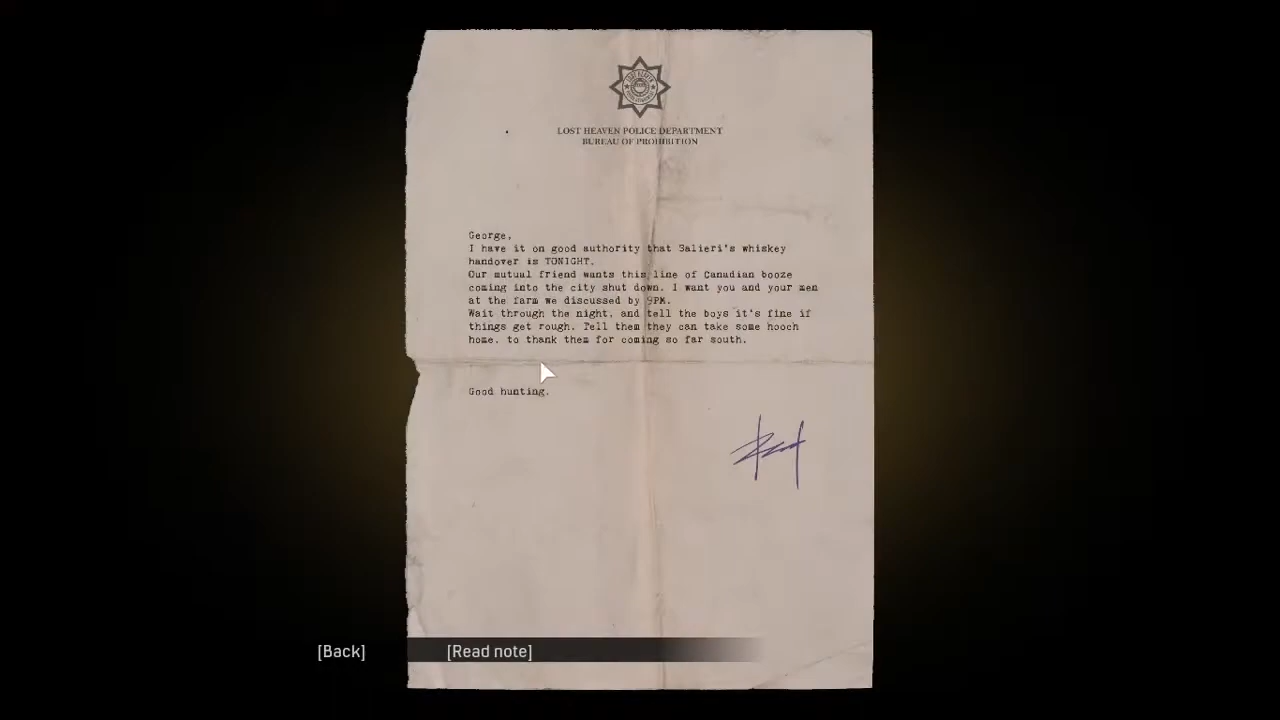 LOST HEAVEN POLICE DEPARTMENT
BUREAU OF PROHIBITION
George,
I have it on good authority that Salieri's whiskey
handover is TONIGHT.
Our mutual friend wants this line of Canadian booze
coming into the city shut down. I want you and your men
at the farm we discussed by 9PM.
Wait through the night, and tell the boys it's fine if
things get rough. Tell them they can take some hooch
home. to thank them for coming so far south.
Good hunting.
[Back] [Read note]